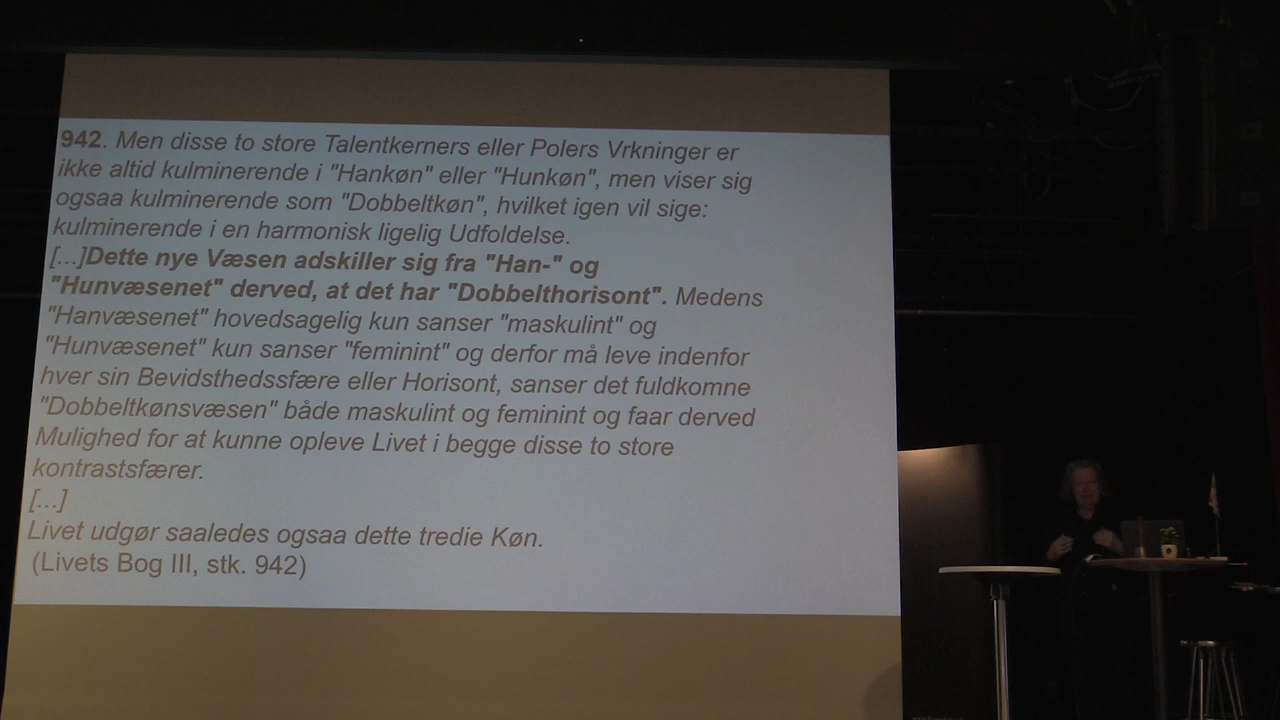 942. Men disse to store Talentkerners eller Polers Vrkninger er
ikke altid kulminerende i "Hankøn" eller "Hunkøn", men viser sig
ogsaa kulminerende som "Dobbeltkøn", hvilket igen vil sige:
kulminerende i en harmonisk ligelig Udfoldelse.
[...]Dette nye Væsen adskiller sig fra "Han-" og
"Hunvæsenet" derved, at det har "Dobbelthorisont". Medens
"Hanvæsenet" hovedsagelig kun sanser "maskulint" og
"Hunvæsenet" kun sanser "feminint" og derfor må leve indenfor
hver sin Bevidsthedssfære eller Horisont, sanser det fuldkomne
"Dobbeltkønsvæsen" både maskulint og feminint og faar derved
Mulighed for at kunne opleve Livet i begge disse to store
kontrastsfærer.
[...]
Livet udgør saaledes ogsaa dette tredie Køn.
(Livets Bog III, stk. 942)